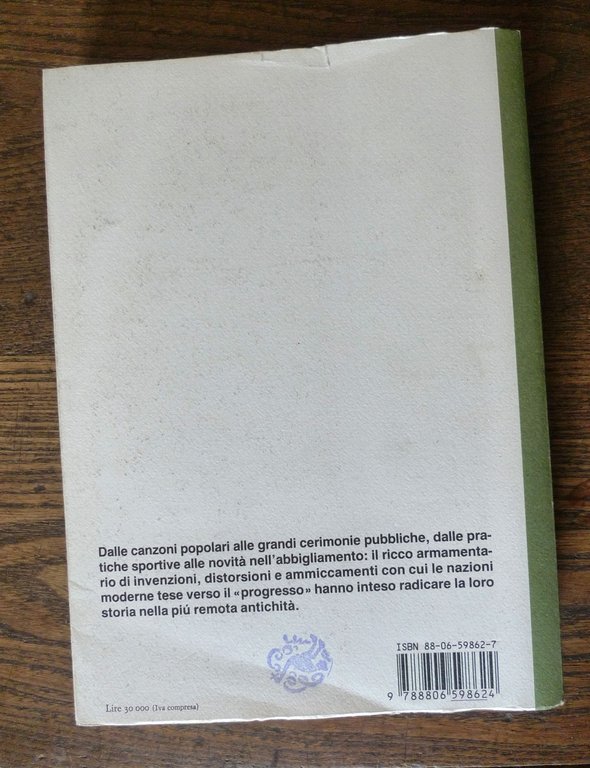 Dalle canzoni popolari alle grandi cerimonie pubbliche, dalle pra-
tiche sportive alle novità nell'abbigliamento: il ricco armamenta-
rio di invenzioni, distorsioni e ammiccamenti con cui le nazioni
moderne tese verso il «progresso» hanno inteso radicare la loro
storia nella piú remota antichità.
ISBN 88-06-59862-7
9 788806 598624
Lire 30 000 (Iva compresa)